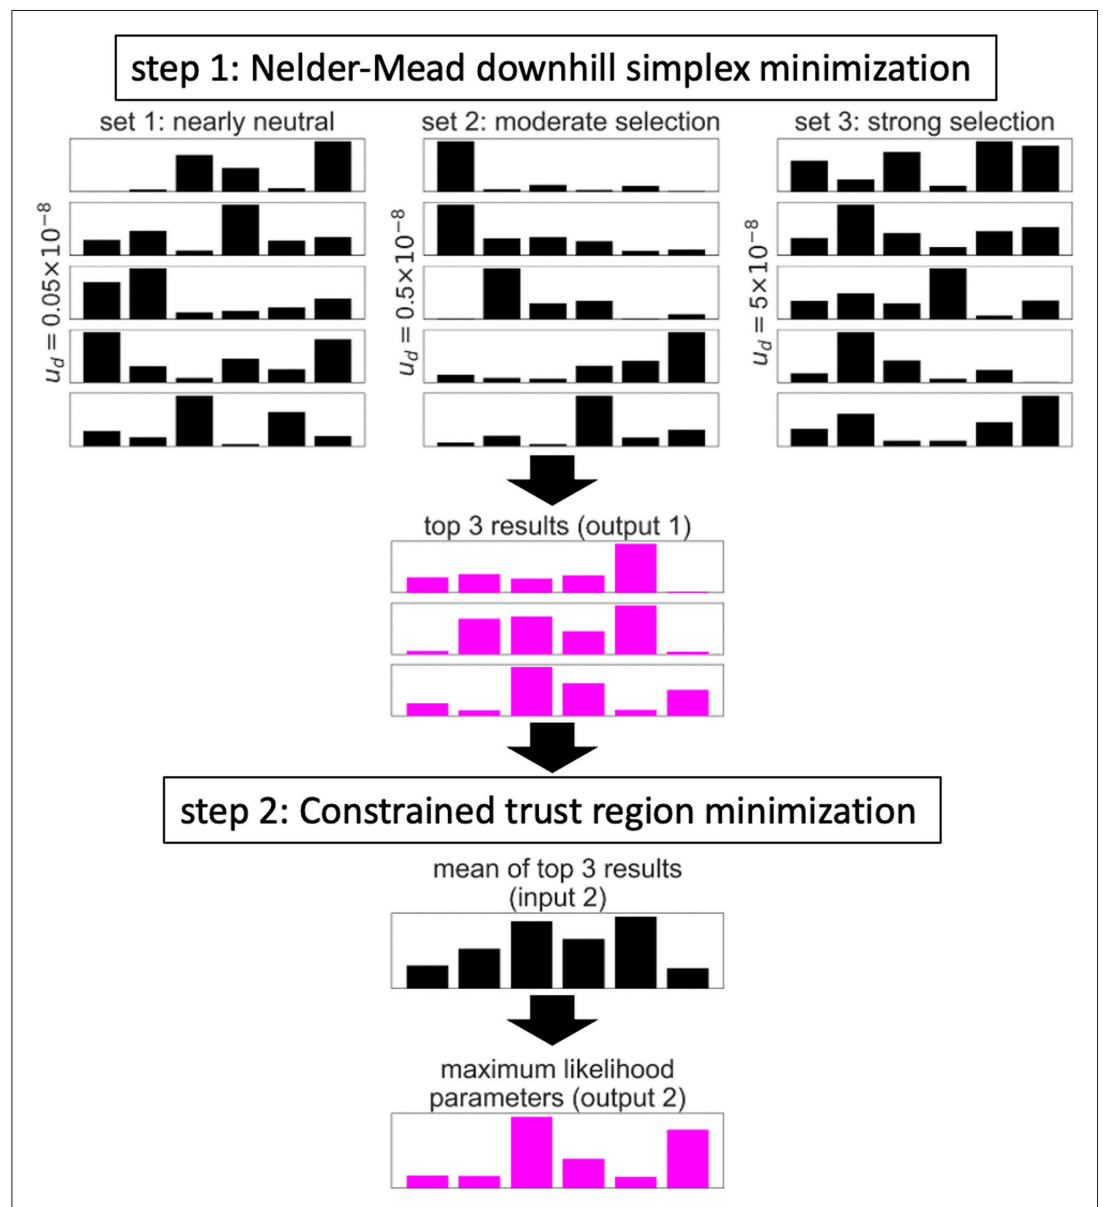 step 1: Nelder-Mead downhill simplex minimization
set 1: nearly neutral
set 2: moderate selection
set 3: strong selection
u_d = 0.05×10⁻⁸
u_d = 0.5×10⁻⁸
u_d = 5×10⁻⁸
top 3 results (output 1)
step 2: Constrained trust region minimization
mean of top 3 results
(input 2)
maximum likelihood
parameters (output 2)